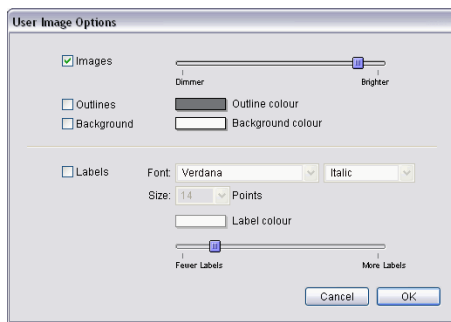 User Image Options
Images
Dimmer Brighter
Outlines Outline colour
Background Background colour
Labels Font: Verdana Italic
Size: 14 Points
Label colour
Fewer Labels More Labels
Cancel OK